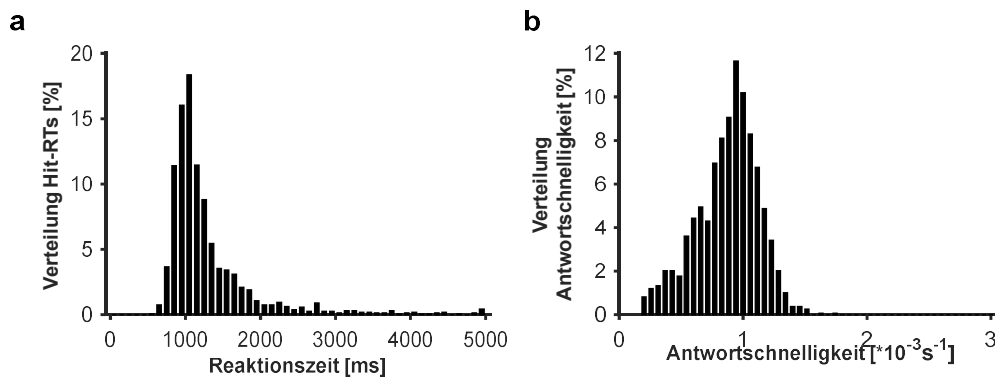 a
b
Verteilung Hit-RTs [%]
20
15
10
5
0
0 1000 2000 3000 4000 5000
Reaktionszeit [ms]
Verteilung
Antwortschnelligkeit [%]
12
10
8
6
4
2
0
0 1 2 3
Antwortschnelligkeit [*10⁻³s⁻¹]